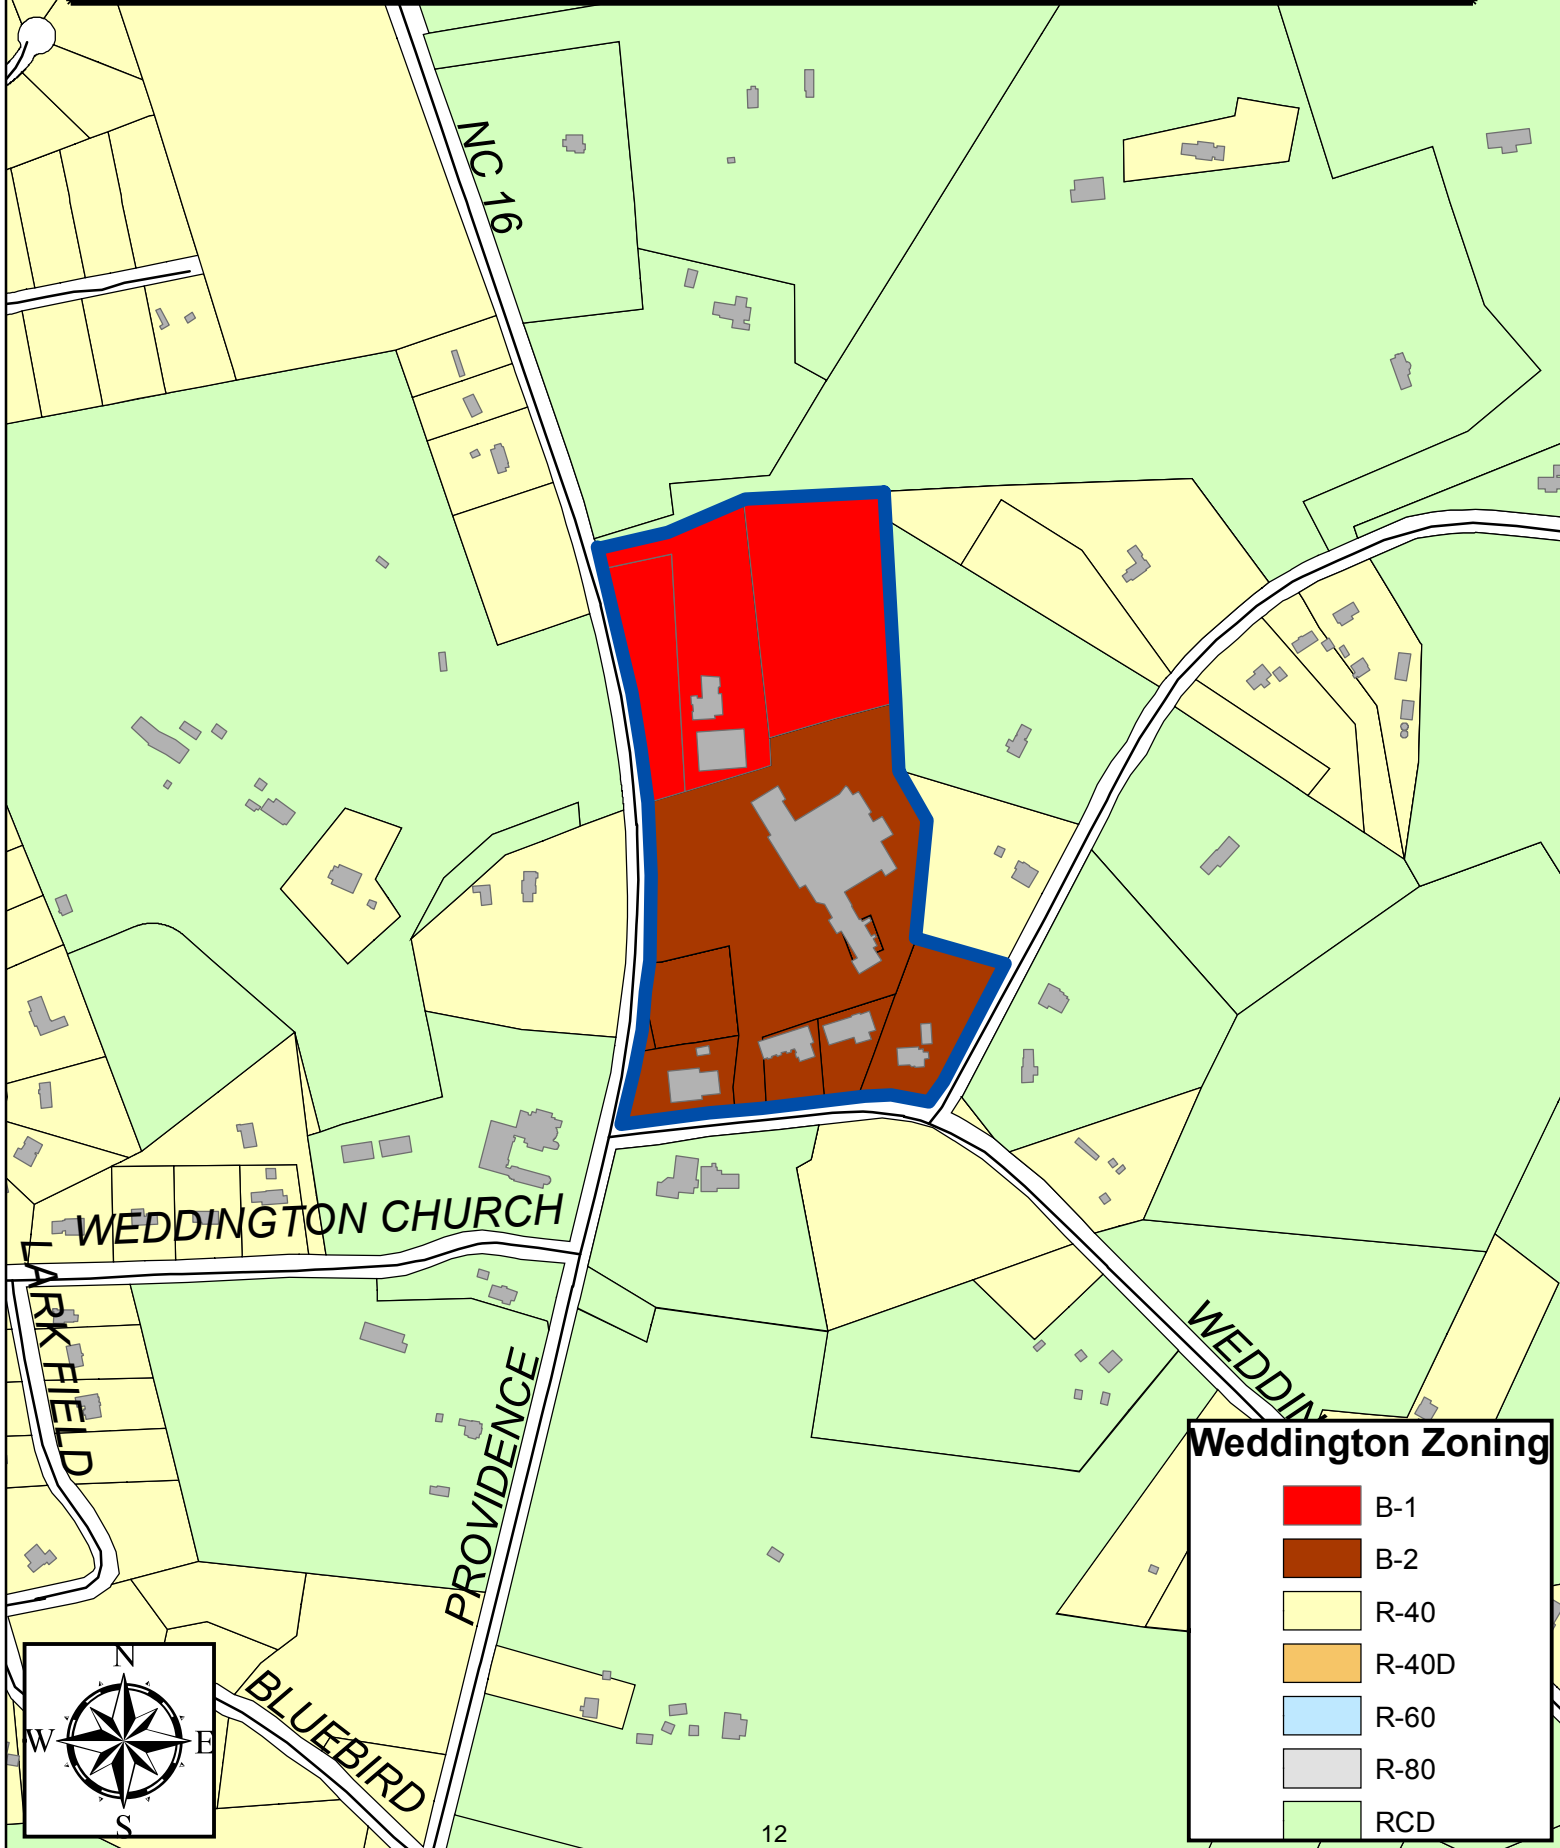 NC 16
WEDDINGTON CHURCH
LARKFIELD
PROVIDENCE
WEDDIN
BLUEBIRD
Weddington Zoning
B-1
B-2
R-40
R-40D
R-60
R-80
RCD
N
W E
S
12